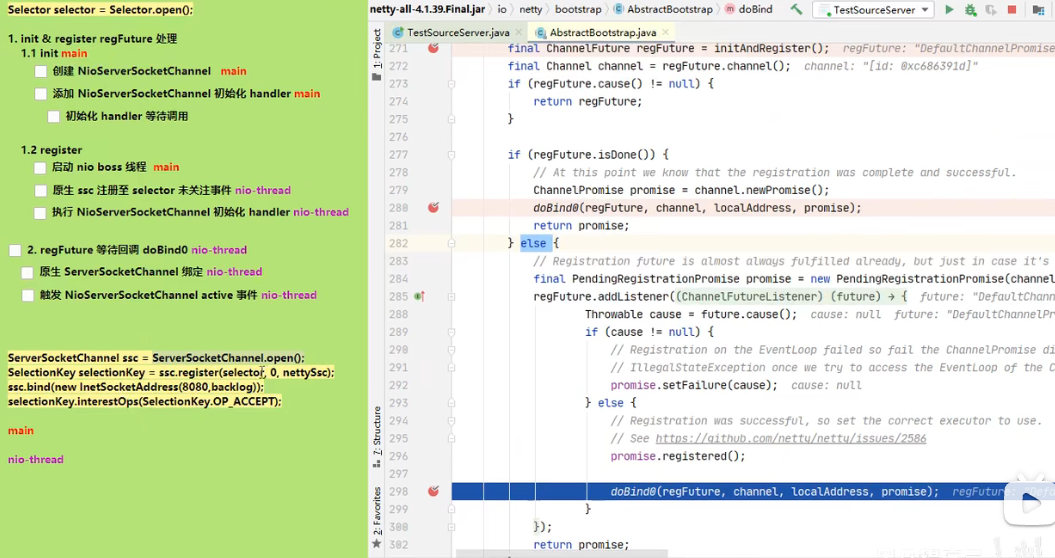 Selector selector = Selector.open();
1. init & register regFuture 处理
1.1 init main
创建 NioServerSocketChannel main
添加 NioServerSocketChannel 初始化 handler main
初始化 handler 等待调用
1.2 register
启动 nio boss 线程 main
原生 ssc 注册至 selector 未关注事件 nio-thread
执行 NioServerSocketChannel 初始化 handler nio-thread
2. regFuture 等待回调 doBind0 nio-thread
原生 ServerSocketChannel 绑定 nio-thread
触发 NioServerSocketChannel active 事件 nio-thread
ServerSocketChannel ssc = ServerSocketChannel.open();
SelectionKey selectionKey = ssc.register(selector, 0, nettySsc);
ssc.bind(new InetSocketAddress(8080,backlog));
selectionKey.interestOps(SelectionKey.OP_ACCEPT);
main
nio-thread
netty-all-4.1.39.Final.jar io netty bootstrap AbstractBootstrap doBind TestSourceServer
TestSourceServer.java AbstractBootstrap.java
1: Project
7: Structure
2: Favorites
271 final ChannelFuture regFuture = initAndRegister(); regFuture: "DefaultChannelPromise
272 final Channel channel = regFuture.channel(); channel: "[id: 0xc686391d]"
273 if (regFuture.cause() != null) {
274 return regFuture;
275 }
276
277 if (regFuture.isDone()) {
278 // At this point we know that the registration was complete and successful.
279 ChannelPromise promise = channel.newPromise();
280 doBind0(regFuture, channel, localAddress, promise);
281 return promise;
282 } else {
283 // Registration future is almost always fulfilled already, but just in case it's
284 final PendingRegistrationPromise promise = new PendingRegistrationPromise(channel
285 regFuture.addListener((ChannelFutureListener) (future) → { future: "DefaultChann
288 Throwable cause = future.cause(); cause: null future: "DefaultChannelPro
289 if (cause != null) {
290 // Registration on the EventLoop failed so fail the ChannelPromise di
291 // IllegalStateException once we try to access the EventLoop of the C
292 promise.setFailure(cause); cause: null
293 } else {
294 // Registration was successful, so set the correct executor to use.
295 // See https://github.com/netty/netty/issues/2586
296 promise.registered();
297
298 doBind0(regFuture, channel, localAddress, promise); regFuture: "Def
299 }
300 });
302 return promise;